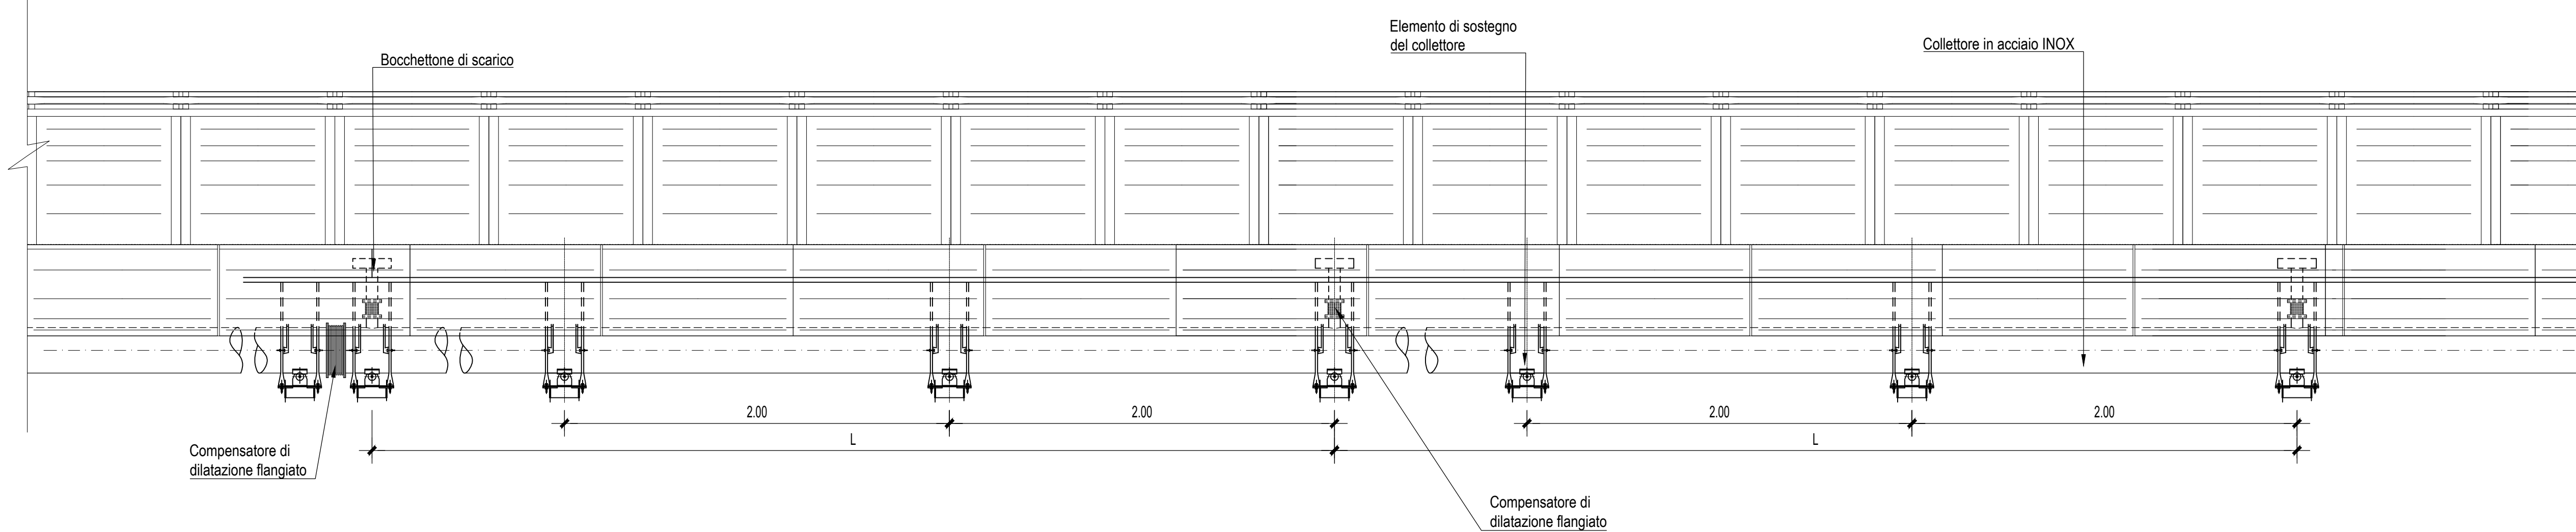 Elemento di sostegno
del collettore
Collettore in acciaio INOX
Bocchettone di scarico
2.00
2.00
2.00
2.00
L
L
Compensatore di
dilatazione flangiato
Compensatore di
dilatazione flangiato